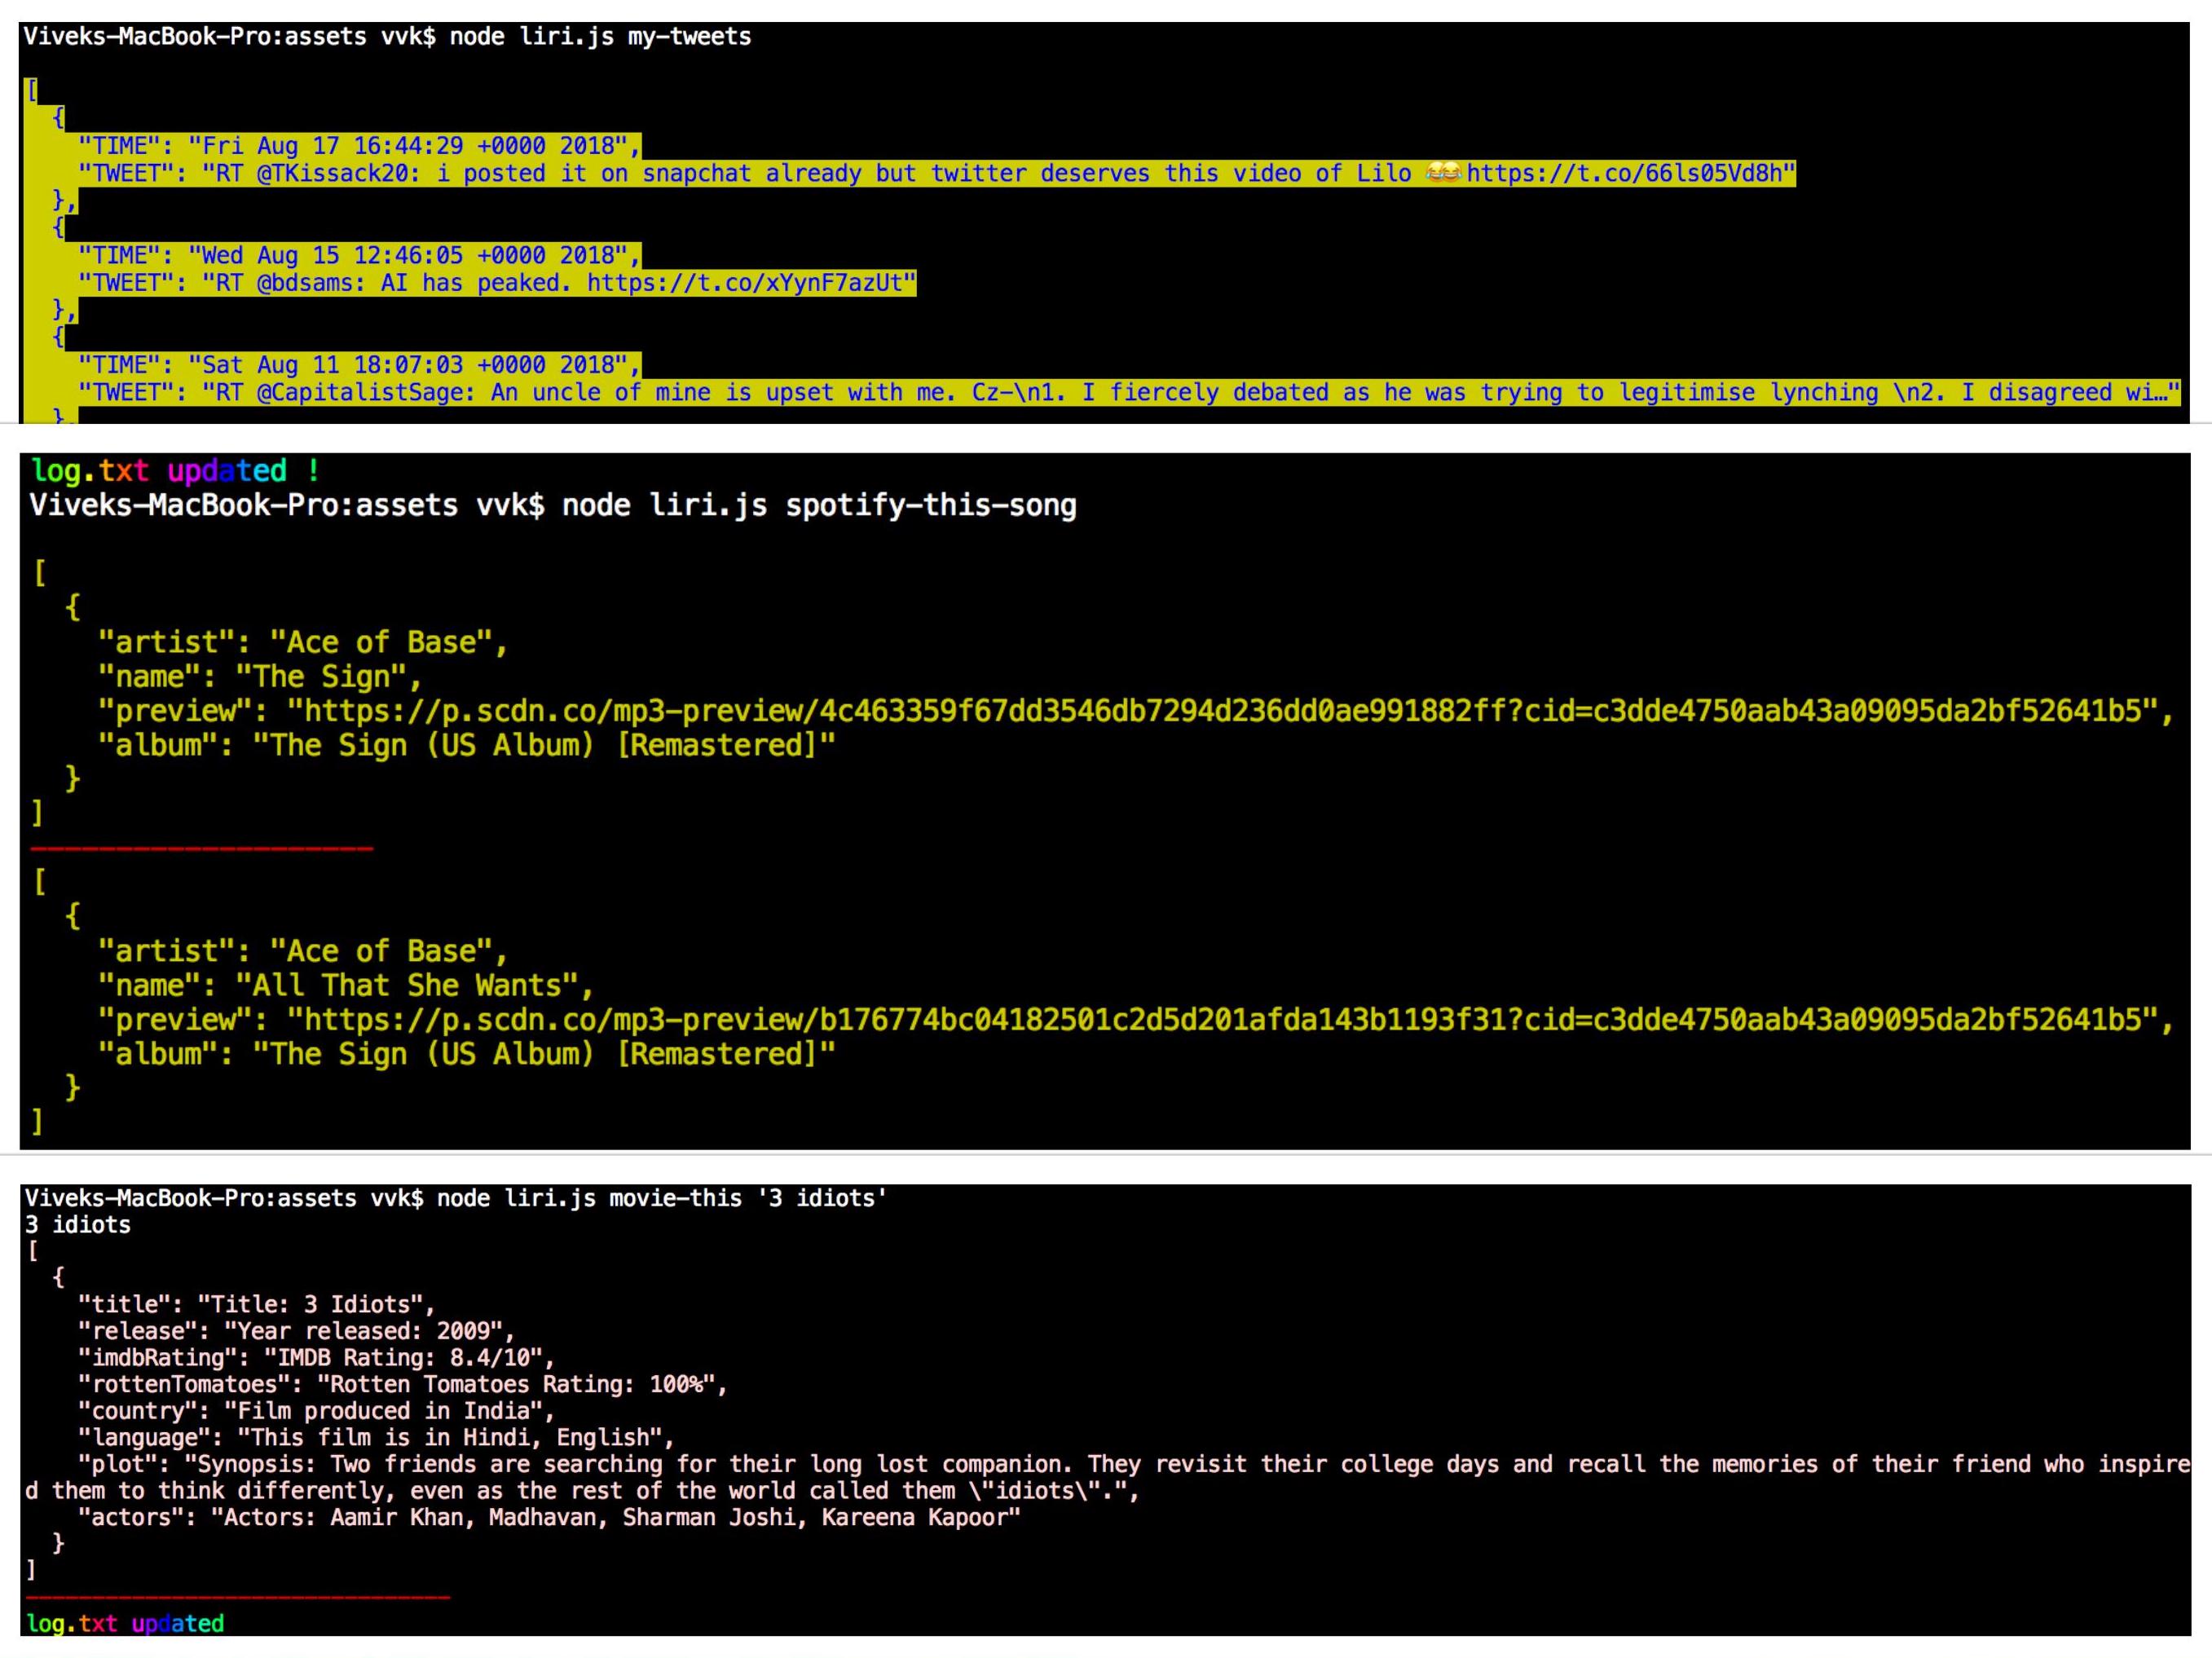 Viveks-MacBook-Pro:assets vvk$ node liri.js my-tweets
[
{
"TIME": "Fri Aug 17 16:44:29 +0000 2018",
"TWEET": "RT @TKissack20: i posted it on snapchat already but twitter deserves this video of Lilo 😂😂https://t.co/66ls05Vd8h"
},
{
"TIME": "Wed Aug 15 12:46:05 +0000 2018",
"TWEET": "RT @bdsams: AI has peaked. https://t.co/xYynF7azUt"
},
{
"TIME": "Sat Aug 11 18:07:03 +0000 2018",
"TWEET": "RT @CapitalistSage: An uncle of mine is upset with me. Cz-\n1. I fiercely debated as he was trying to legitimise lynching \n2. I disagreed wi…"
}
log.txt updated !
Viveks-MacBook-Pro:assets vvk$ node liri.js spotify-this-song
[
{
"artist": "Ace of Base",
"name": "The Sign",
"preview": "https://p.scdn.co/mp3-preview/4c463359f67dd3546db7294d236dd0ae991882ff?cid=c3dde4750aab43a09095da2bf52641b5",
"album": "The Sign (US Album) [Remastered]"
}
]
--------------------
[
{
"artist": "Ace of Base",
"name": "All That She Wants",
"preview": "https://p.scdn.co/mp3-preview/b176774bc04182501c2d5d201afda143b1193f31?cid=c3dde4750aab43a09095da2bf52641b5",
"album": "The Sign (US Album) [Remastered]"
}
]
Viveks-MacBook-Pro:assets vvk$ node liri.js movie-this '3 idiots'
3 idiots
[
{
"title": "Title: 3 Idiots",
"release": "Year released: 2009",
"imdbRating": "IMDB Rating: 8.4/10",
"rottenTomatoes": "Rotten Tomatoes Rating: 100%",
"country": "Film produced in India",
"language": "This film is in Hindi, English",
"plot": "Synopsis: Two friends are searching for their long lost companion. They revisit their college days and recall the memories of their friend who inspire
d them to think differently, even as the rest of the world called them \"idiots\".",
"actors": "Actors: Aamir Khan, Madhavan, Sharman Joshi, Kareena Kapoor"
}
]
--------------------------------
log.txt updated